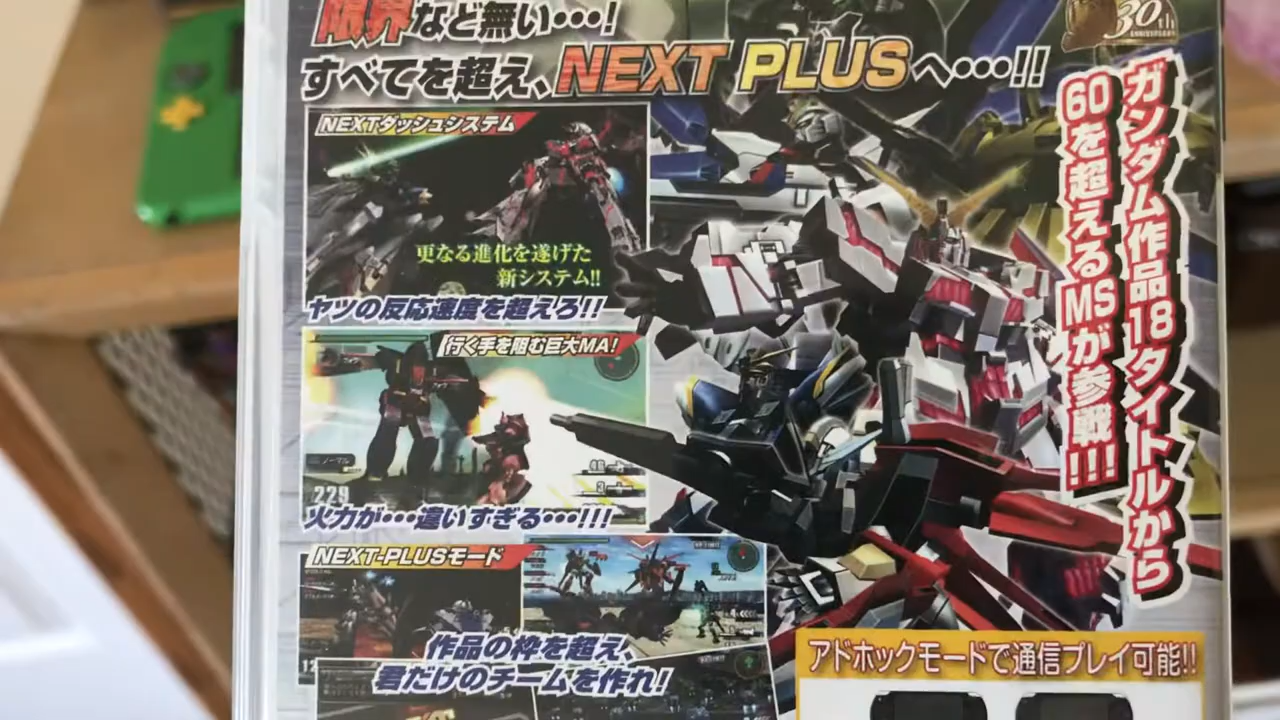 限界など無い・・・!
すべてを超え、NEXT PLUSへ・・・!!
30th
ANNIVERSARY
ガンダム作品18タイトルから
60を超えるMSが参戦!!!
NEXTダッシュシステム
更なる進化を遂げた
新システム!!
ヤツの反応速度を超えろ!!
行く手を阻む巨大MA!
ノーマル
229
火力が・・・違いすぎる・・・!!!
NEXT-PLUSモード
作品の枠を超え、
君だけのチームを作れ!
アドホックモードで通信プレイ可能!!